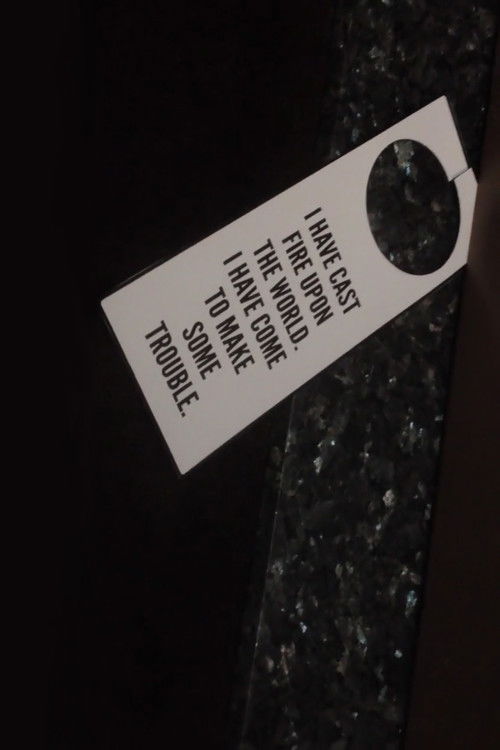 I HAVE CAST
FIRE UPON
THE WORLD.
I HAVE COME
TO MAKE
SOME
TROUBLE.